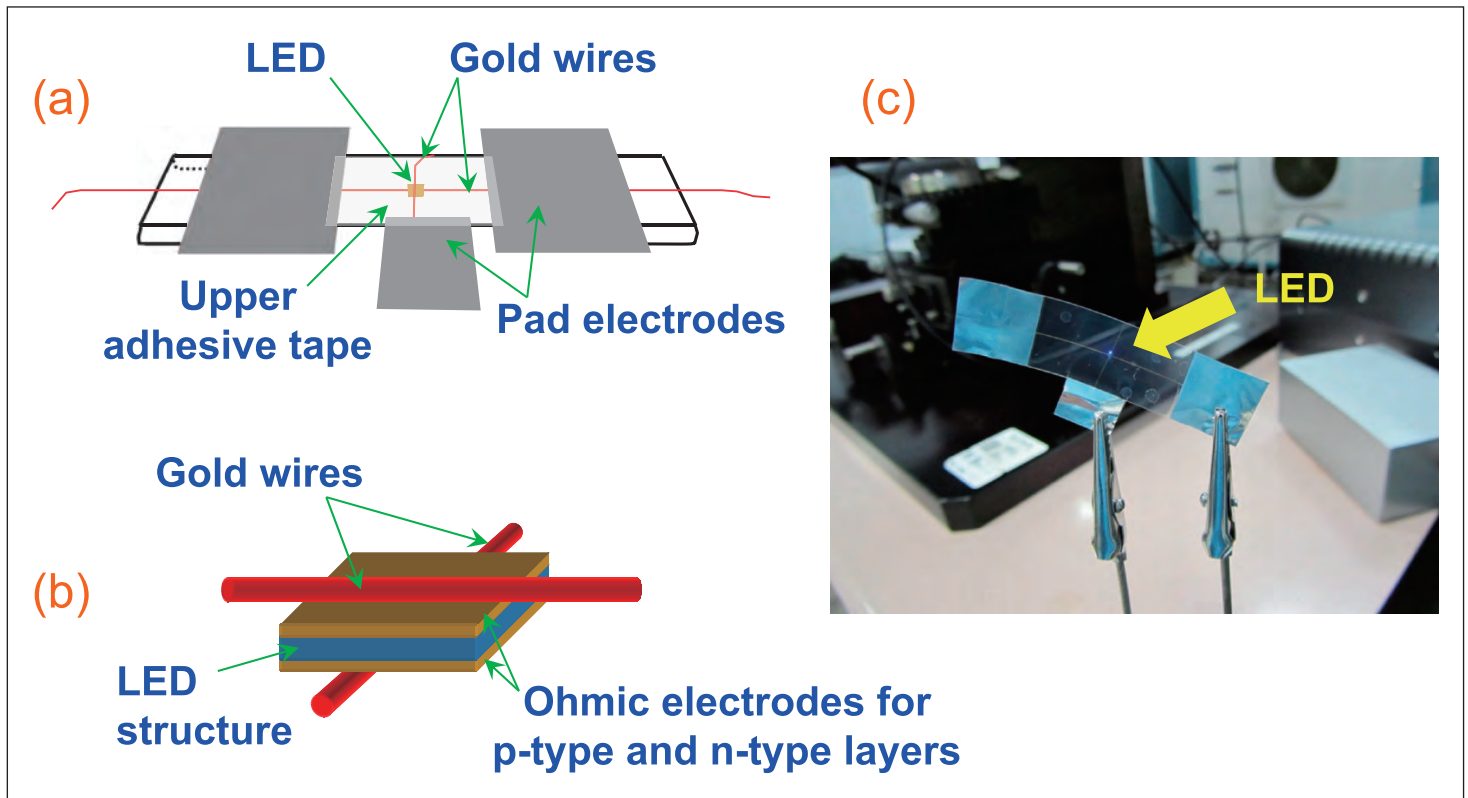 (a)
LED
Gold wires
Upper
adhesive tape
Pad electrodes
(b)
Gold wires
LED
structure
Ohmic electrodes for
p-type and n-type layers
(c)
LED